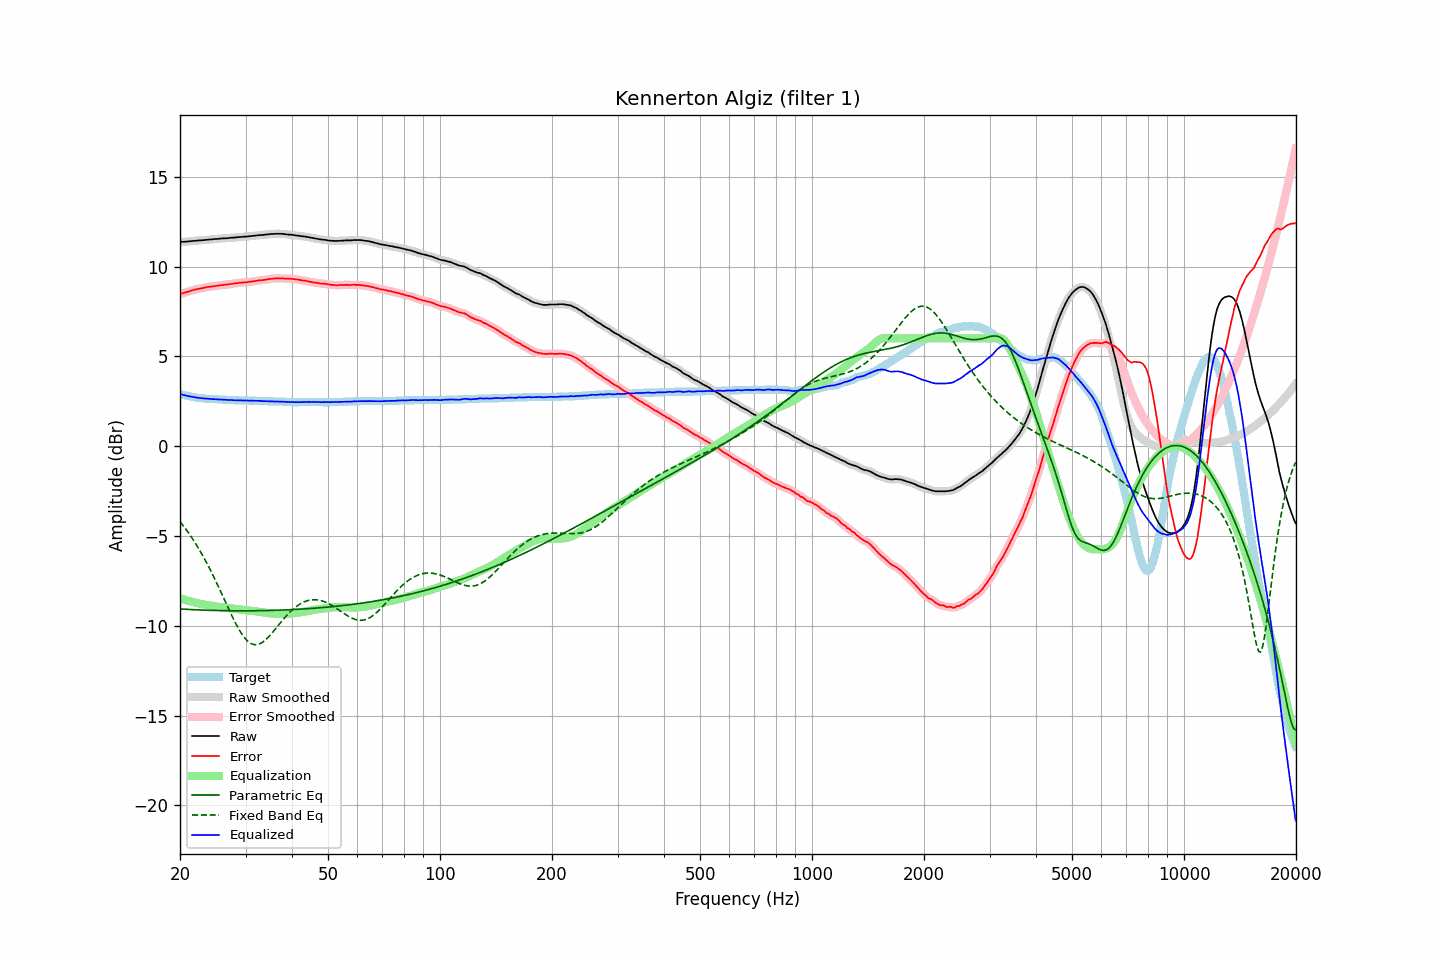 Kennerton Algiz (filter 1)
Amplitude (dBr)
15
10
5
0
−5
−10
−15
−20
Target
Raw Smoothed
Error Smoothed
Raw
Error
Equalization
Parametric Eq
Fixed Band Eq
Equalized
20 50 100 200 500 1000 2000 5000 10000 20000
Frequency (Hz)